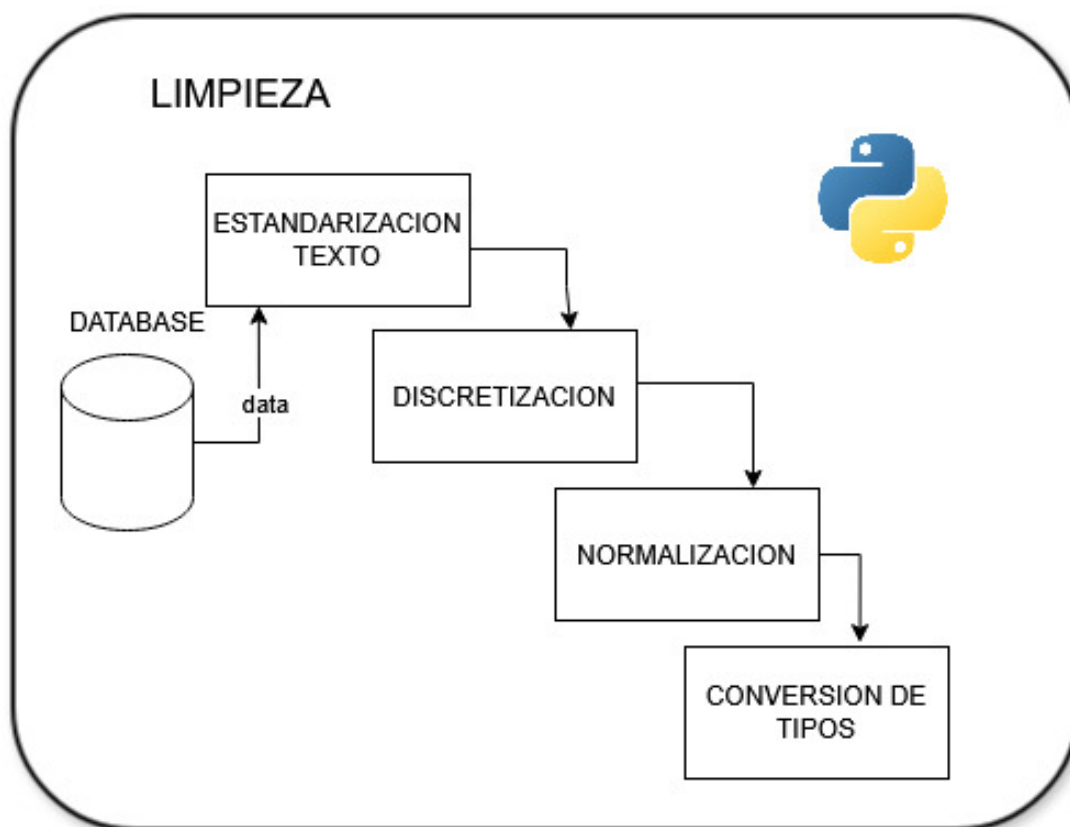 LIMPIEZA
ESTANDARIZACION
TEXTO
DATABASE
data
DISCRETIZACION
NORMALIZACION
CONVERSION DE
TIPOS